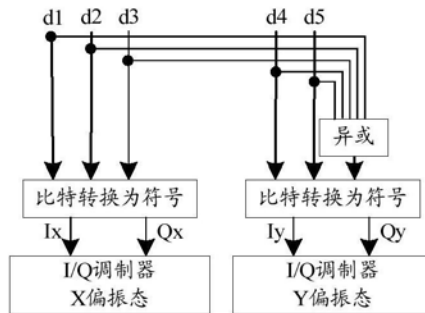 d1 d2 d3 d4 d5
异或
比特转换为符号 比特转换为符号
Ix Qx Iy Qy
I/Q调制器 I/Q调制器
X偏振态 Y偏振态